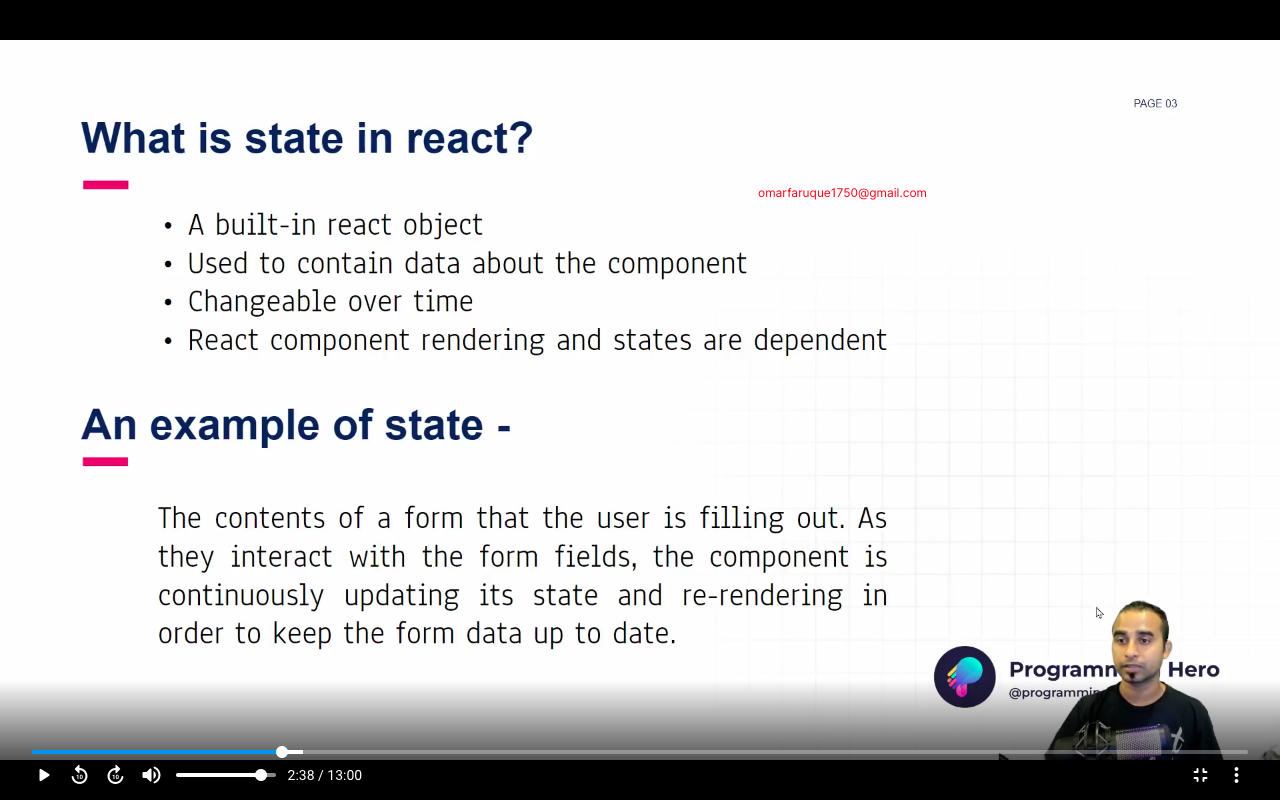 PAGE 03
What is state in react?
omarfaruque1750@gmail.com
• A built-in react object
• Used to contain data about the component
• Changeable over time
• React component rendering and states are dependent
An example of state -
The contents of a form that the user is filling out. As
they interact with the form fields, the component is
continuously updating its state and re-rendering in
order to keep the form data up to date.
Hero
10
10
2:38 / 13:00